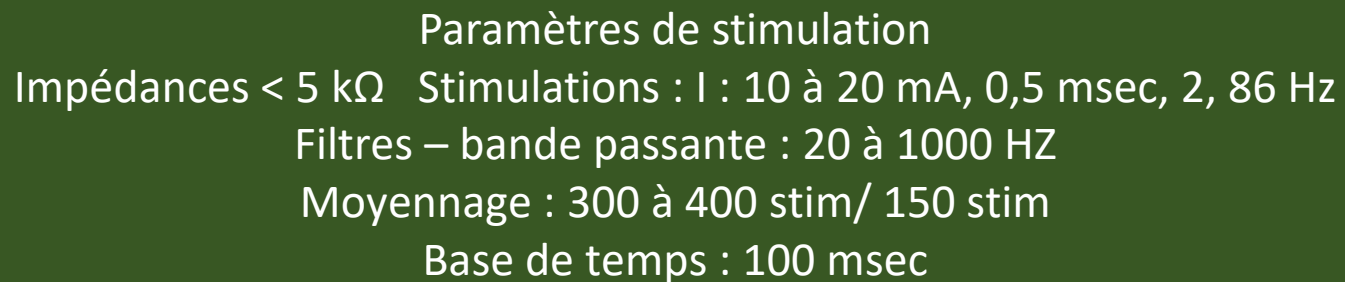 Paramètres de stimulation
Impédances < 5 kΩ   Stimulations : I : 10 à 20 mA, 0,5 msec, 2, 86 Hz
Filtres – bande passante : 20 à 1000 HZ
Moyennage : 300 à 400 stim/ 150 stim
Base de temps : 100 msec